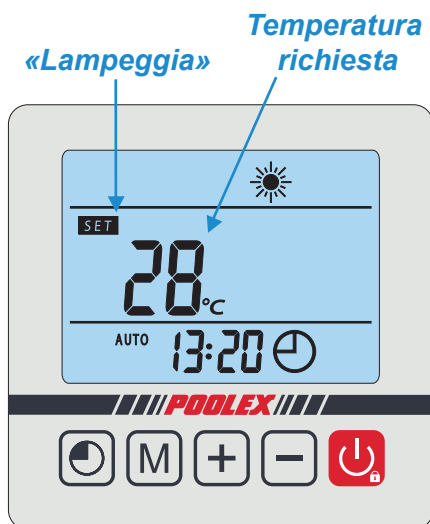 Temperatura
richiesta
«Lampeggia»
SET
28°C
AUTO 13:20
POOLEX
M + −